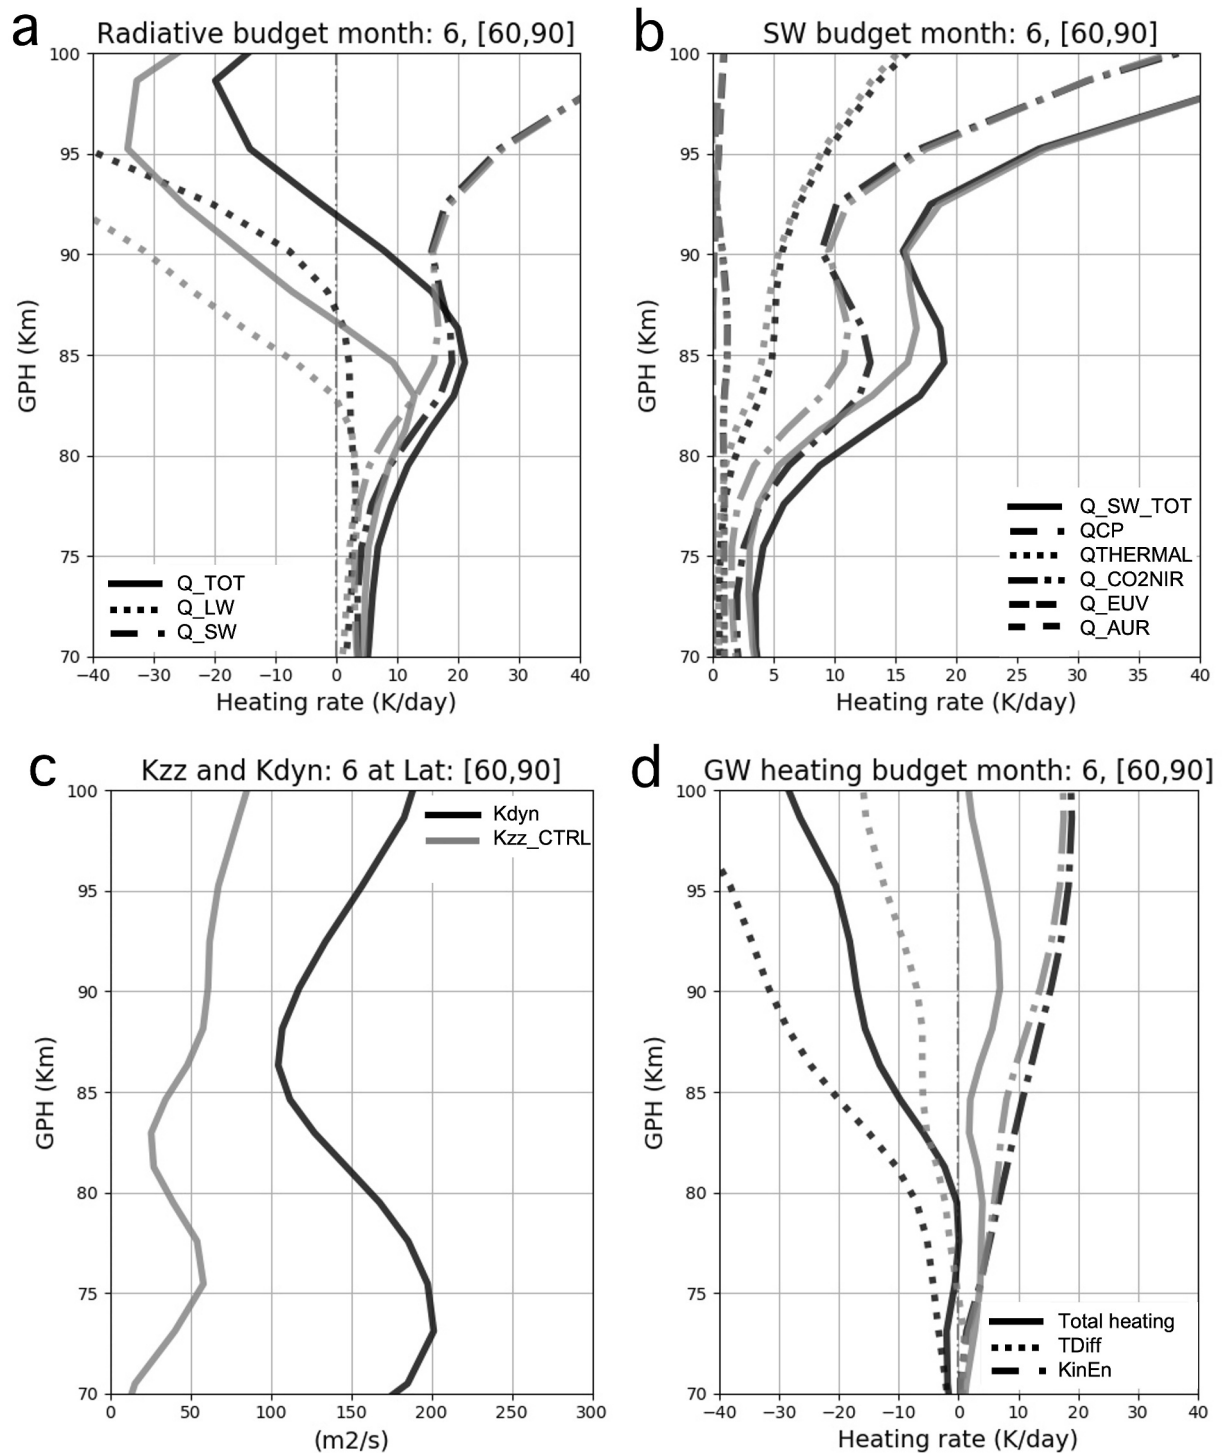 a
Radiative budget month: 6, [60,90]
100
95
90
85
80
75
70
GPH (Km)
Q_TOT
Q_LW
Q_SW
−40 −30 −20 −10 0 10 20 30 40
Heating rate (K/day)
b
SW budget month: 6, [60,90]
100
95
90
85
80
75
70
GPH (Km)
Q_SW_TOT
QCP
QTHERMAL
Q_CO2NIR
Q_EUV
Q_AUR
0 5 10 15 20 25 30 35 40
Heating rate (K/day)
c
Kzz and Kdyn: 6 at Lat: [60,90]
100
95
90
85
80
75
70
GPH (Km)
Kdyn
Kzz_CTRL
0 50 100 150 200 250 300
(m2/s)
d
GW heating budget month: 6, [60,90]
100
95
90
85
80
75
70
GPH (Km)
Total heating
TDiff
KinEn
−40 −30 −20 −10 0 10 20 30 40
Heating rate (K/day)